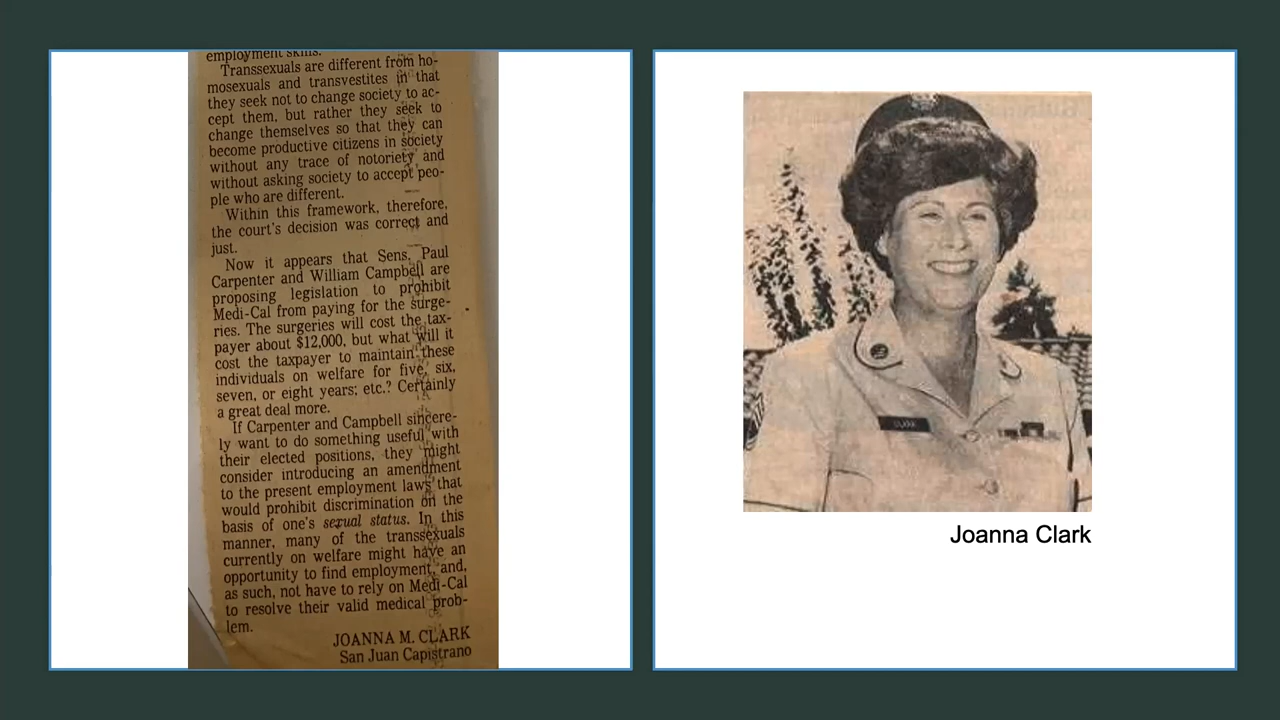 employment skills.
Transsexuals are different from ho-
mosexuals and transvestites in that
they seek not to change society to ac-
cept them, but rather they seek to
change themselves so that they can
become productive citizens in society
without any trace of notoriety and
without asking society to accept peo-
ple who are different.
Within this framework, therefore,
the court's decision was correct and
just.
Now it appears that Sens. Paul
Carpenter and William Campbell are
proposing legislation to prohibit
Medi-Cal from paying for the surge-
ries. The surgeries will cost the tax-
payer about $12,000, but what will it
cost the taxpayer to maintain these
individuals on welfare for five, six,
seven, or eight years; etc.? Certainly
a great deal more.
If Carpenter and Campbell sincere-
ly want to do something useful with
their elected positions, they might
consider introducing an amendment
to the present employment laws that
would prohibit discrimination on the
basis of one's sexual status. In this
manner, many of the transsexuals
currently on welfare might have an
opportunity to find employment, and,
as such, not have to rely on Medi-Cal
to resolve their valid medical prob-
lem.
JOANNA M. CLARK
San Juan Capistrano
CLARK
Joanna Clark